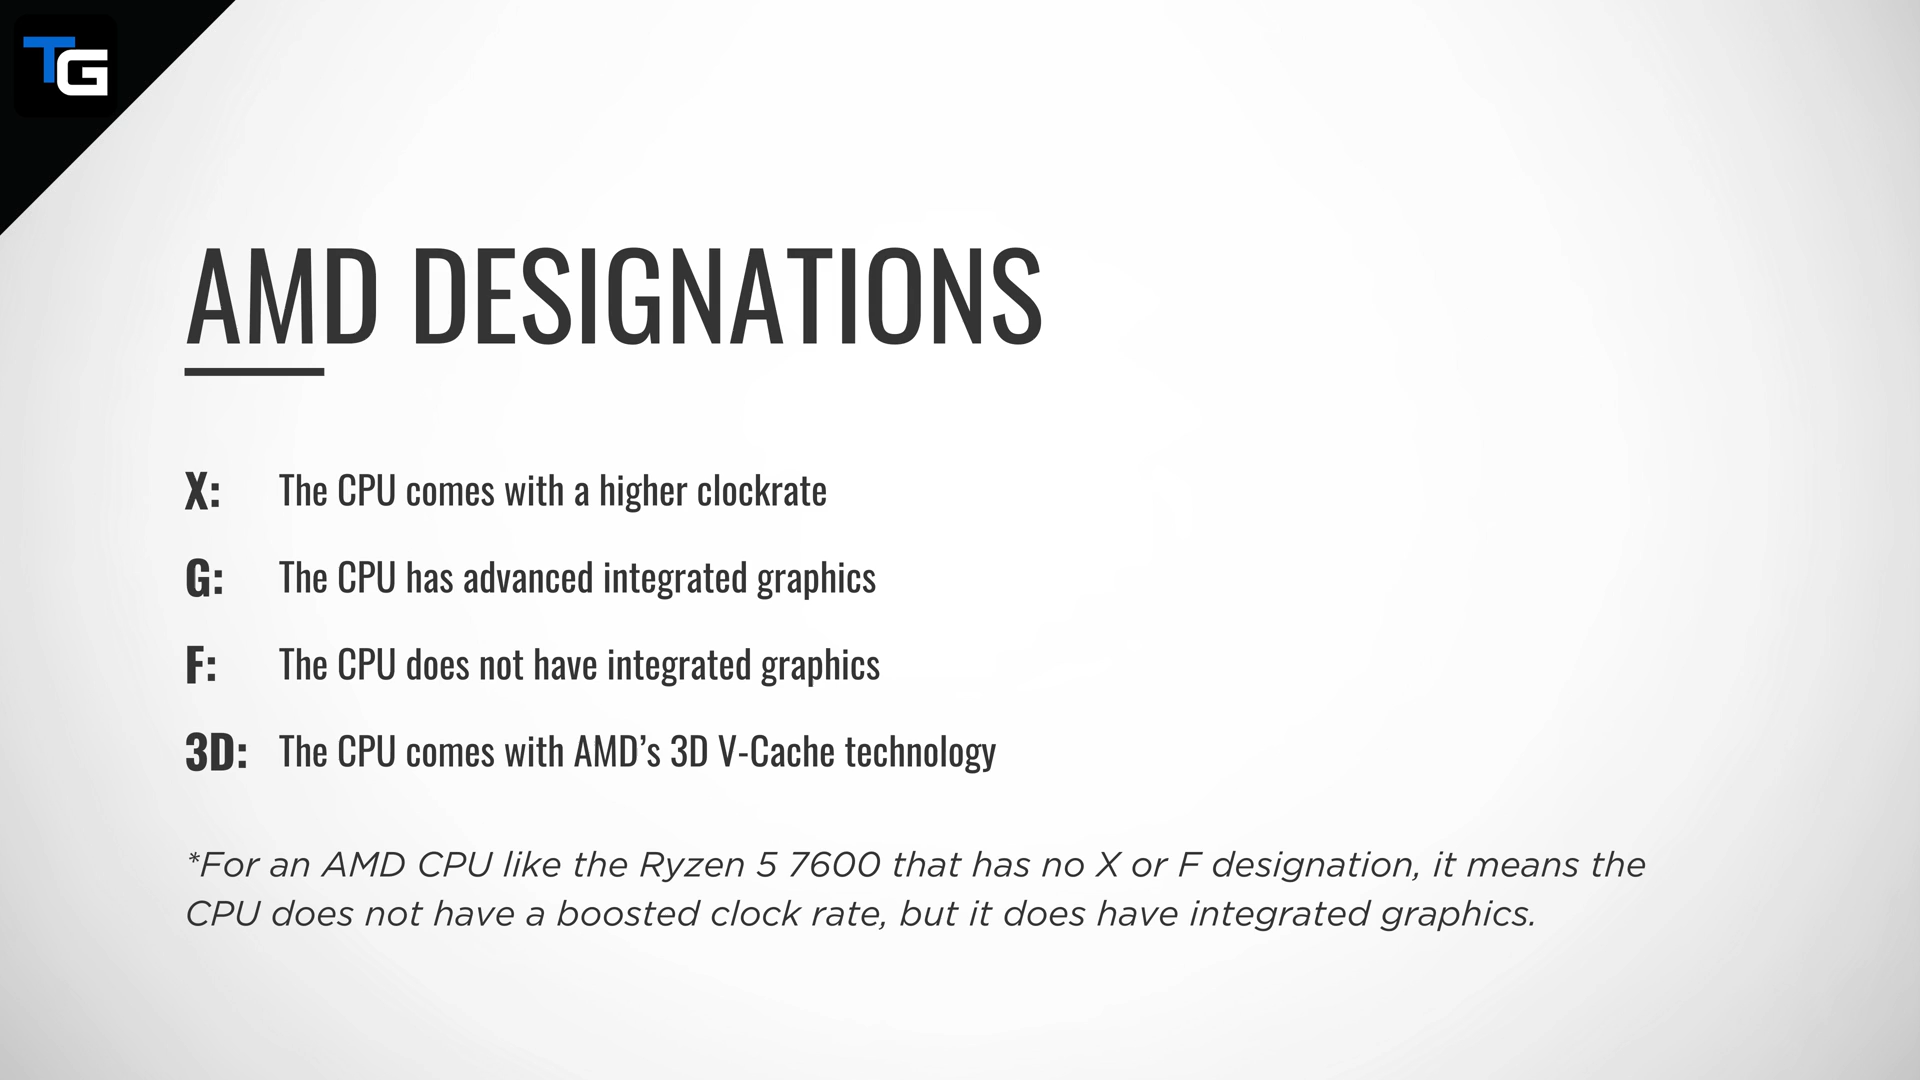 TG
AMD DESIGNATIONS
X: The CPU comes with a higher clockrate
G: The CPU has advanced integrated graphics
F: The CPU does not have integrated graphics
3D: The CPU comes with AMD’s 3D V-Cache technology
*For an AMD CPU like the Ryzen 5 7600 that has no X or F designation, it means the
CPU does not have a boosted clock rate, but it does have integrated graphics.